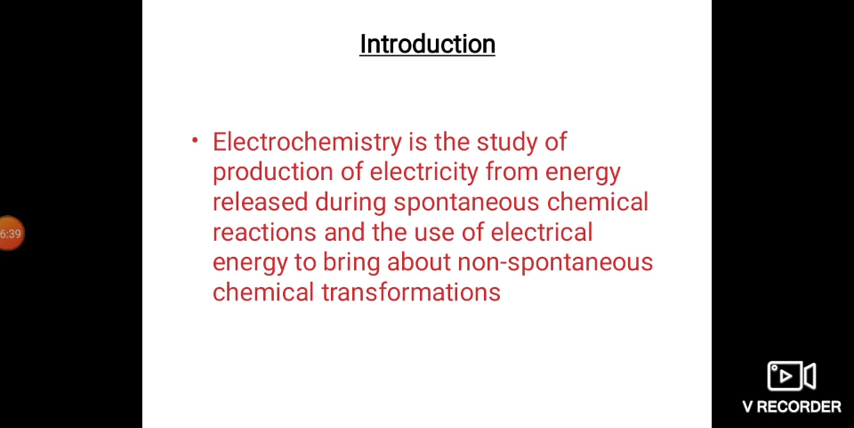 Introduction
• Electrochemistry is the study of
production of electricity from energy
released during spontaneous chemical
reactions and the use of electrical
energy to bring about non-spontaneous
chemical transformations
6:39
V RECORDER